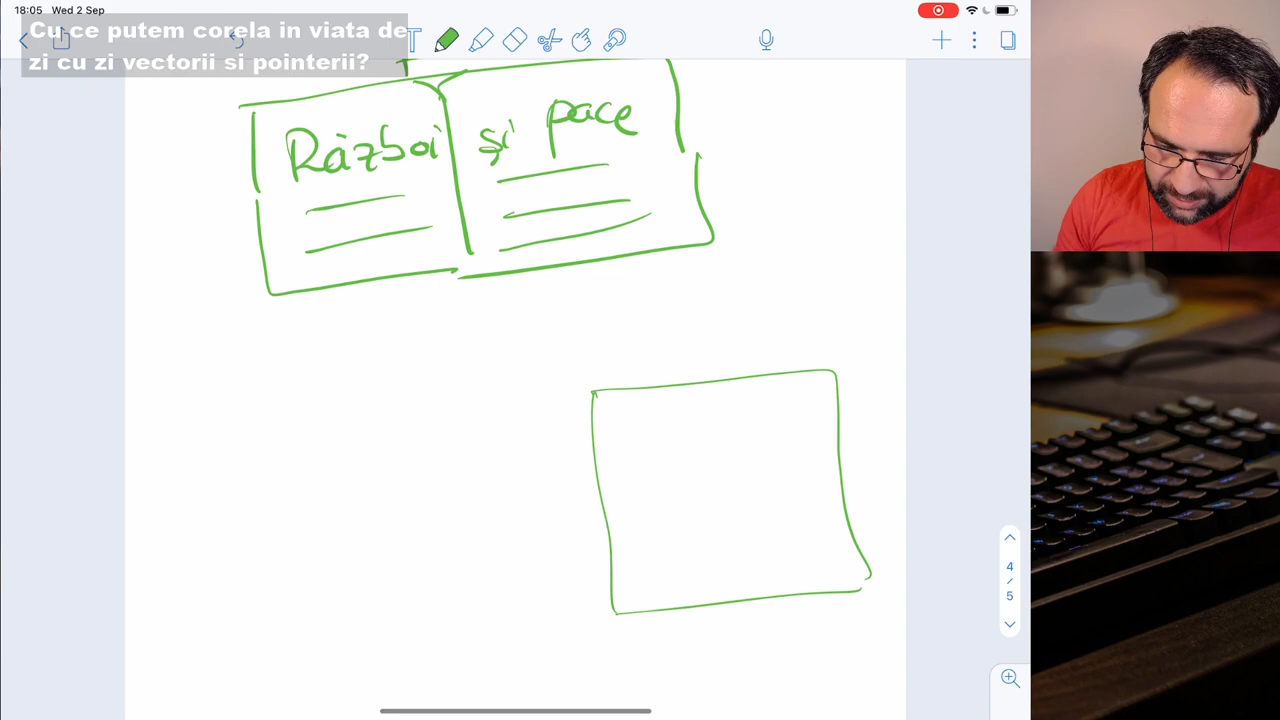 18:05 Wed 2 Sep
Cu ce putem corela in viata de
zi cu zi vectorii si pointerii?
T
Război și pace
4
/
5